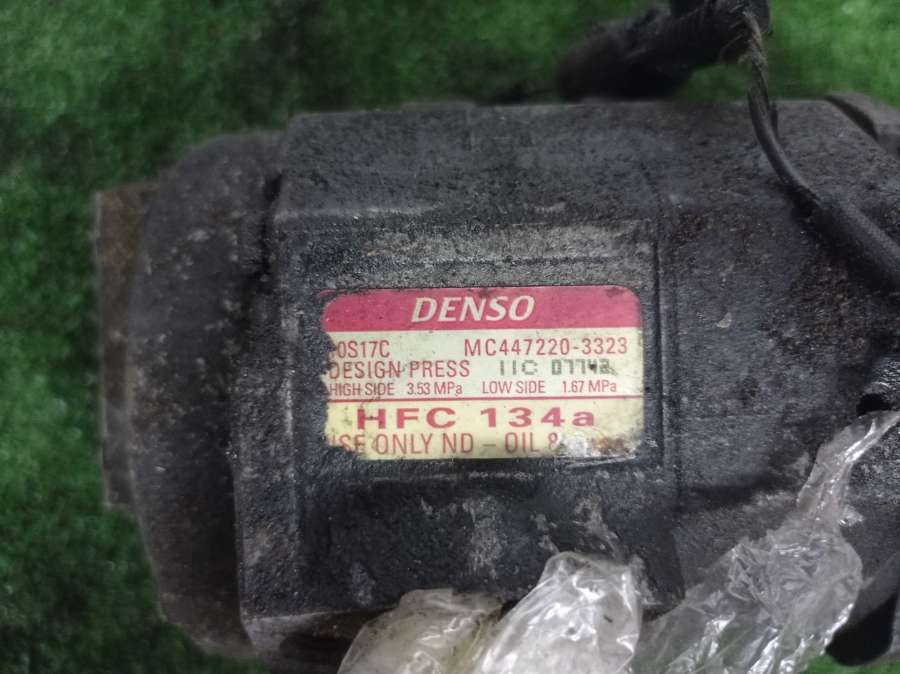 DENSO
0S17C MC447220-3323
DESIGN PRESS 11C
HIGH SIDE 3.53 MPa LOW SIDE 1.67 MPa
HFC 134a
USE ONLY ND-OIL 8